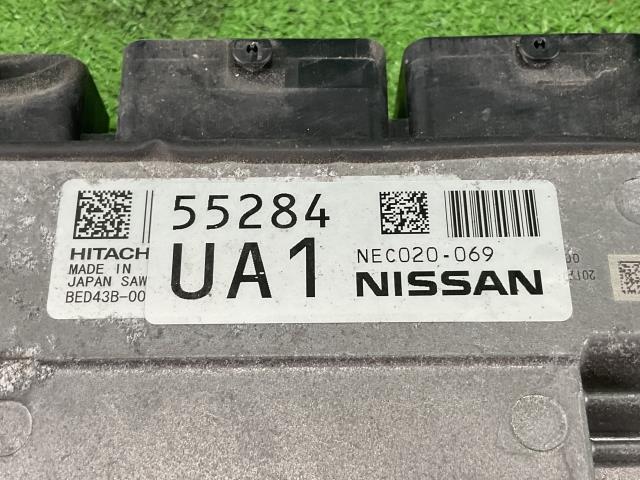 55284
UA1
NEC020-069
NISSAN
HITACH
MADE IN
JAPAN SAW
BED43B-00